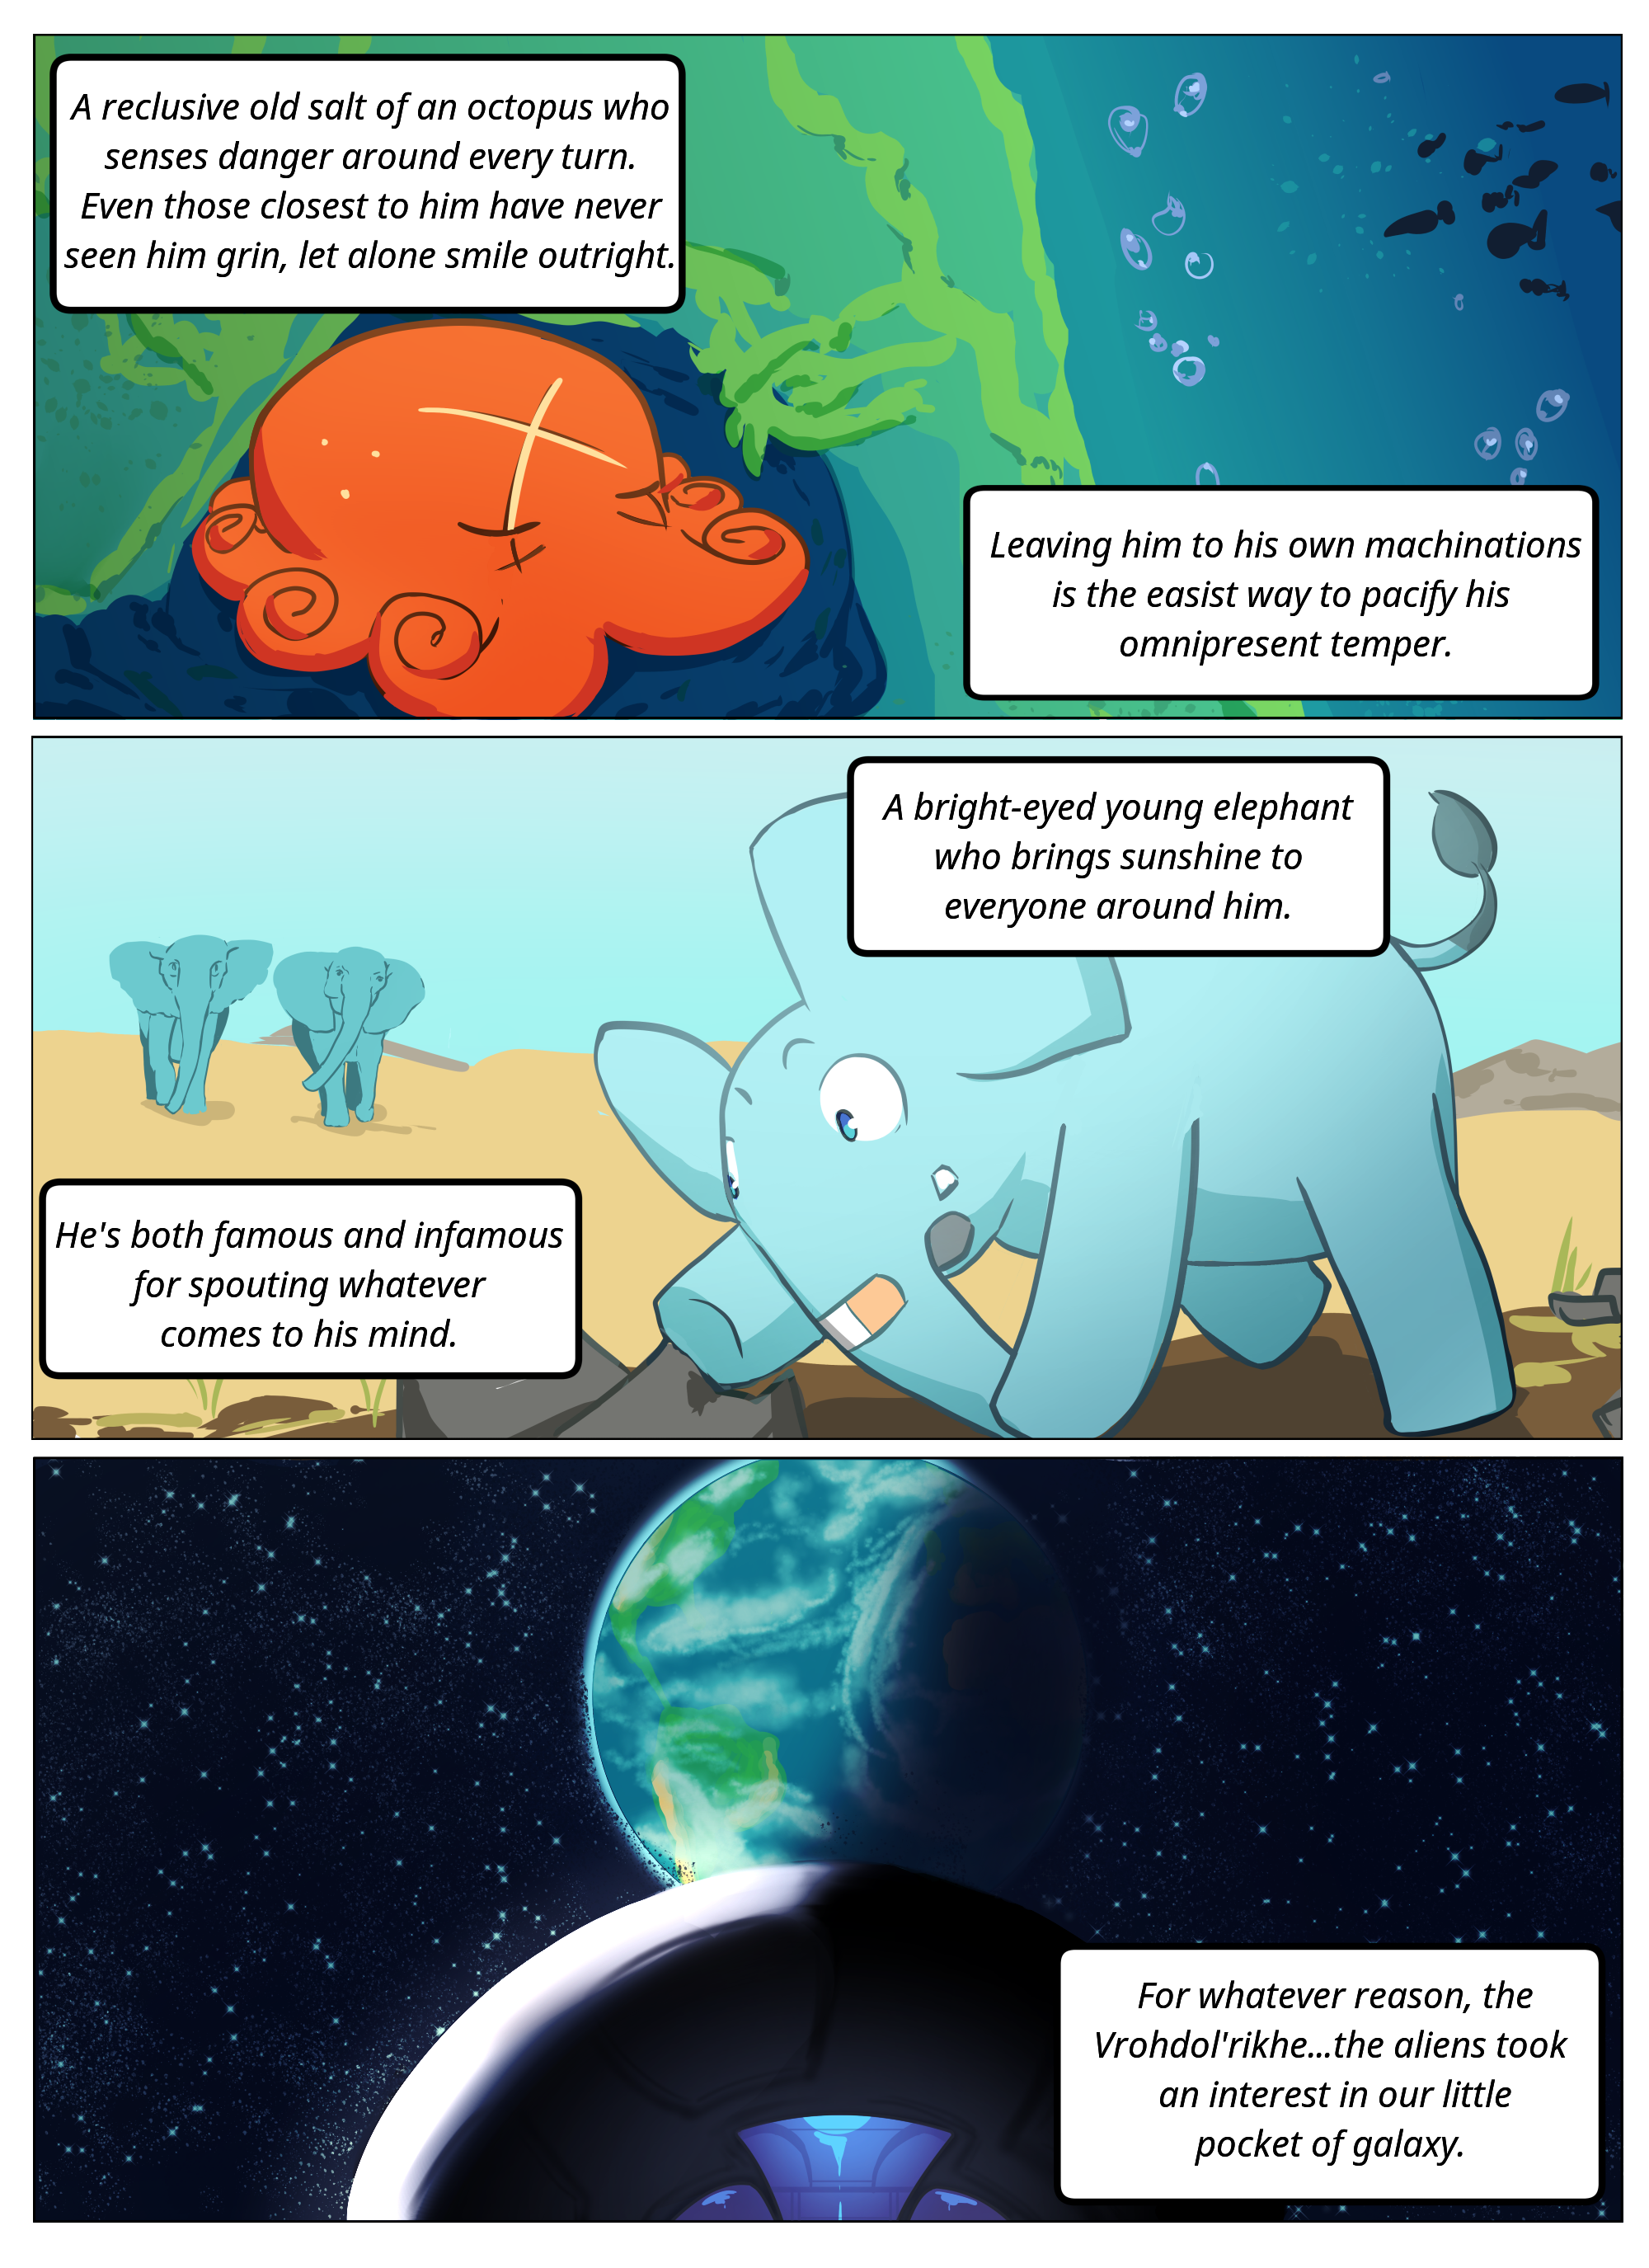 A reclusive old salt of an octopus who
senses danger around every turn.
Even those closest to him have never
seen him grin, let alone smile outright.
Leaving him to his own machinations
is the easist way to pacify his
omnipresent temper.
A bright-eyed young elephant
who brings sunshine to
everyone around him.
He's both famous and infamous
for spouting whatever
comes to his mind.
For whatever reason, the
Vrohdol'rikhe...the aliens took
an interest in our little
pocket of galaxy.